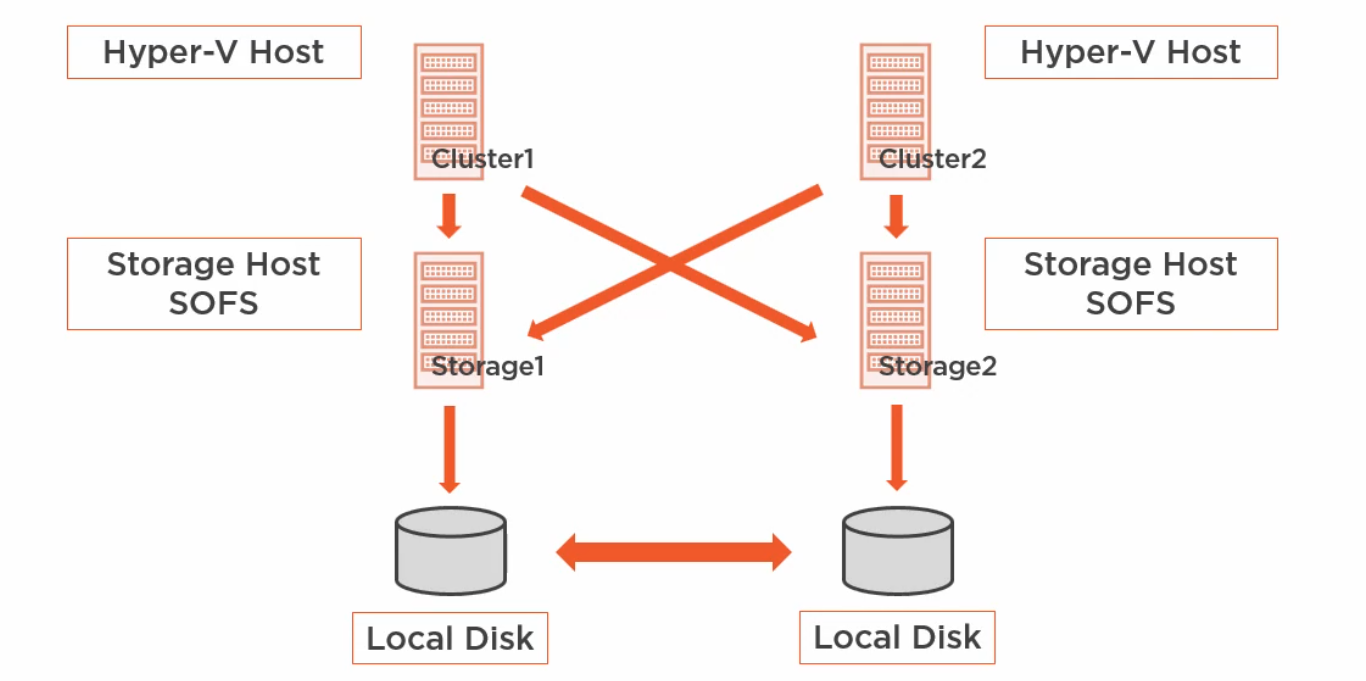 Hyper-V Host
Hyper-V Host
Cluster1
Cluster2
Storage Host
SOFS
Storage Host
SOFS
Storage1
Storage2
Local Disk
Local Disk